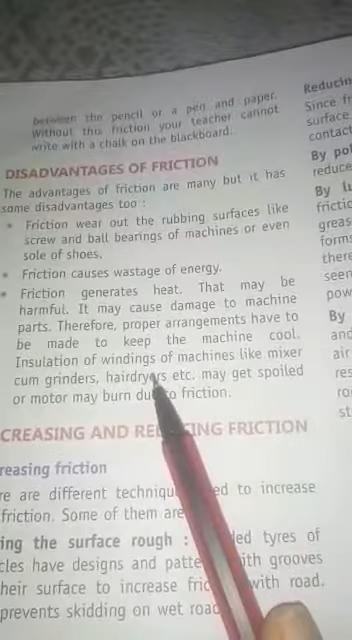 between the pencil or a pen and paper.
Without this friction your teacher cannot
write with a chalk on the blackboard.
DISADVANTAGES OF FRICTION
The advantages of friction are many but it has
some disadvantages too :
• Friction wear out the rubbing surfaces like
screw and ball bearings of machines or even
sole of shoes.
• Friction causes wastage of energy.
• Friction generates heat. That may be
harmful. It may cause damage to machine
parts. Therefore, proper arrangements have to
be made to keep the machine cool.
Insulation of windings of machines like mixer
cum grinders, hairdryers etc. may get spoiled
or motor may burn due to friction.
CREASING AND REDUCING FRICTION
reasing friction
re are different techniqu ed to increase
friction. Some of them are
ing the surface rough : ded tyres of
cles have designs and patte ith grooves
heir surface to increase fric with road.
prevents skidding on wet road
Reducin
Since fr
surface
contact
By pol
reduce
By lu
frictio
greas
forms
there
seen
pow
By
and
air
res
ro
st